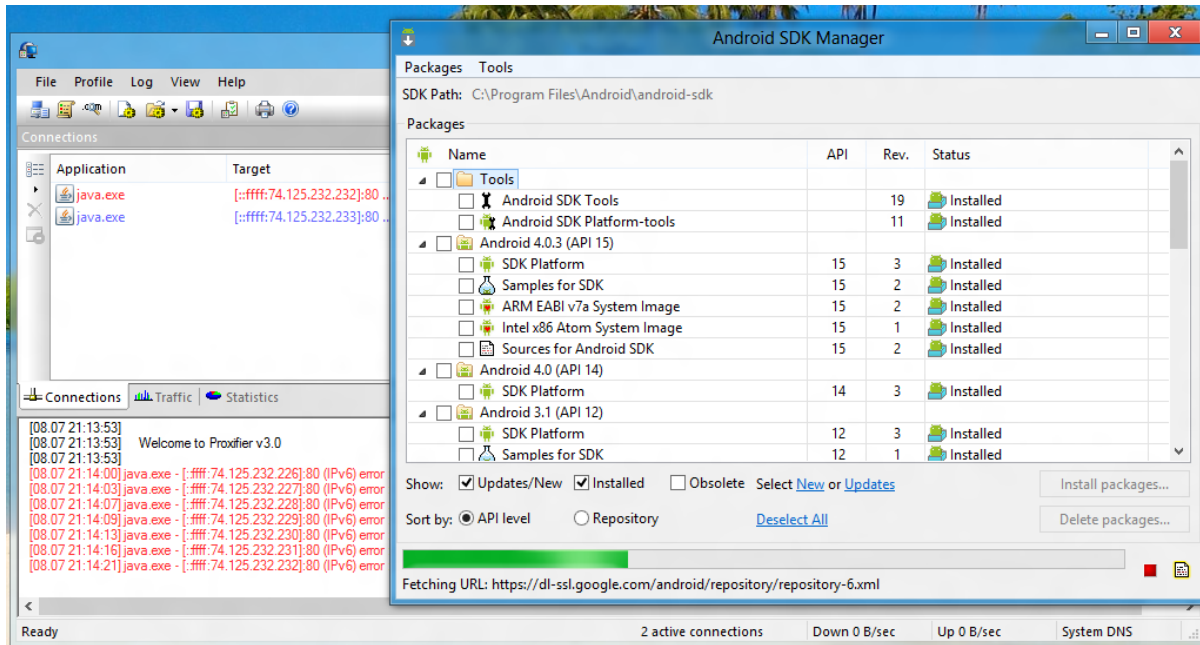 File Profile Log View Help
Connections
Application Target
java.exe [::ffff:74.125.232.232]:80 ..
java.exe [::ffff:74.125.232.233]:80 ..
Connections Traffic Statistics
[08.07 21:13:53]
[08.07 21:13:53] Welcome to Proxifier v3.0
[08.07 21:13:53]
[08.07 21:14:00] java.exe - [::ffff:74.125.232.226]:80 (IPv6) error
[08.07 21:14:03] java.exe - [::ffff:74.125.232.227]:80 (IPv6) error
[08.07 21:14:07] java.exe - [::ffff:74.125.232.228]:80 (IPv6) error
[08.07 21:14:09] java.exe - [::ffff:74.125.232.229]:80 (IPv6) error
[08.07 21:14:13] java.exe - [::ffff:74.125.232.230]:80 (IPv6) error
[08.07 21:14:16] java.exe - [::ffff:74.125.232.231]:80 (IPv6) error
[08.07 21:14:21] java.exe - [::ffff:74.125.232.232]:80 (IPv6) error
Ready 2 active connections Down 0 B/sec Up 0 B/sec System DNS
Android SDK Manager
Packages Tools
SDK Path: C:\Program Files\Android\android-sdk
Packages
Name API Rev. Status
Tools
Android SDK Tools 19 Installed
Android SDK Platform-tools 11 Installed
Android 4.0.3 (API 15)
SDK Platform 15 3 Installed
Samples for SDK 15 2 Installed
ARM EABI v7a System Image 15 2 Installed
Intel x86 Atom System Image 15 1 Installed
Sources for Android SDK 15 2 Installed
Android 4.0 (API 14)
SDK Platform 14 3 Installed
Android 3.1 (API 12)
SDK Platform 12 3 Installed
Samples for SDK 12 1 Installed
Show: Updates/New Installed Obsolete Select New or Updates Install packages...
Sort by: API level Repository Deselect All Delete packages...
Fetching URL: https://dl-ssl.google.com/android/repository/repository-6.xml